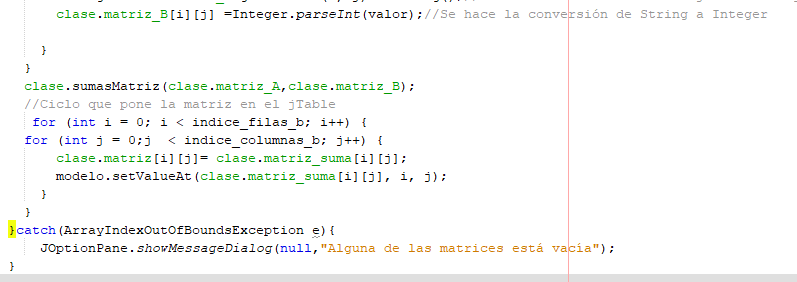 clase.matriz_B[i][j] =Integer.parseInt(valor);//Se hace la conversión de String a Integer
}
}
clase.sumasMatriz(clase.matriz_A,clase.matriz_B);
//Ciclo que pone la matriz en el jTable
for (int i = 0; i < indice_filas_b; i++) {
for (int j = 0;j  < indice_columnas_b; j++) {
clase.matriz[i][j]= clase.matriz_suma[i][j];
modelo.setValueAt(clase.matriz_suma[i][j], i, j);
}
}
}catch(ArrayIndexOutOfBoundsException e){
JOptionPane.showMessageDialog(null,"Alguna de las matrices está vacía");
}